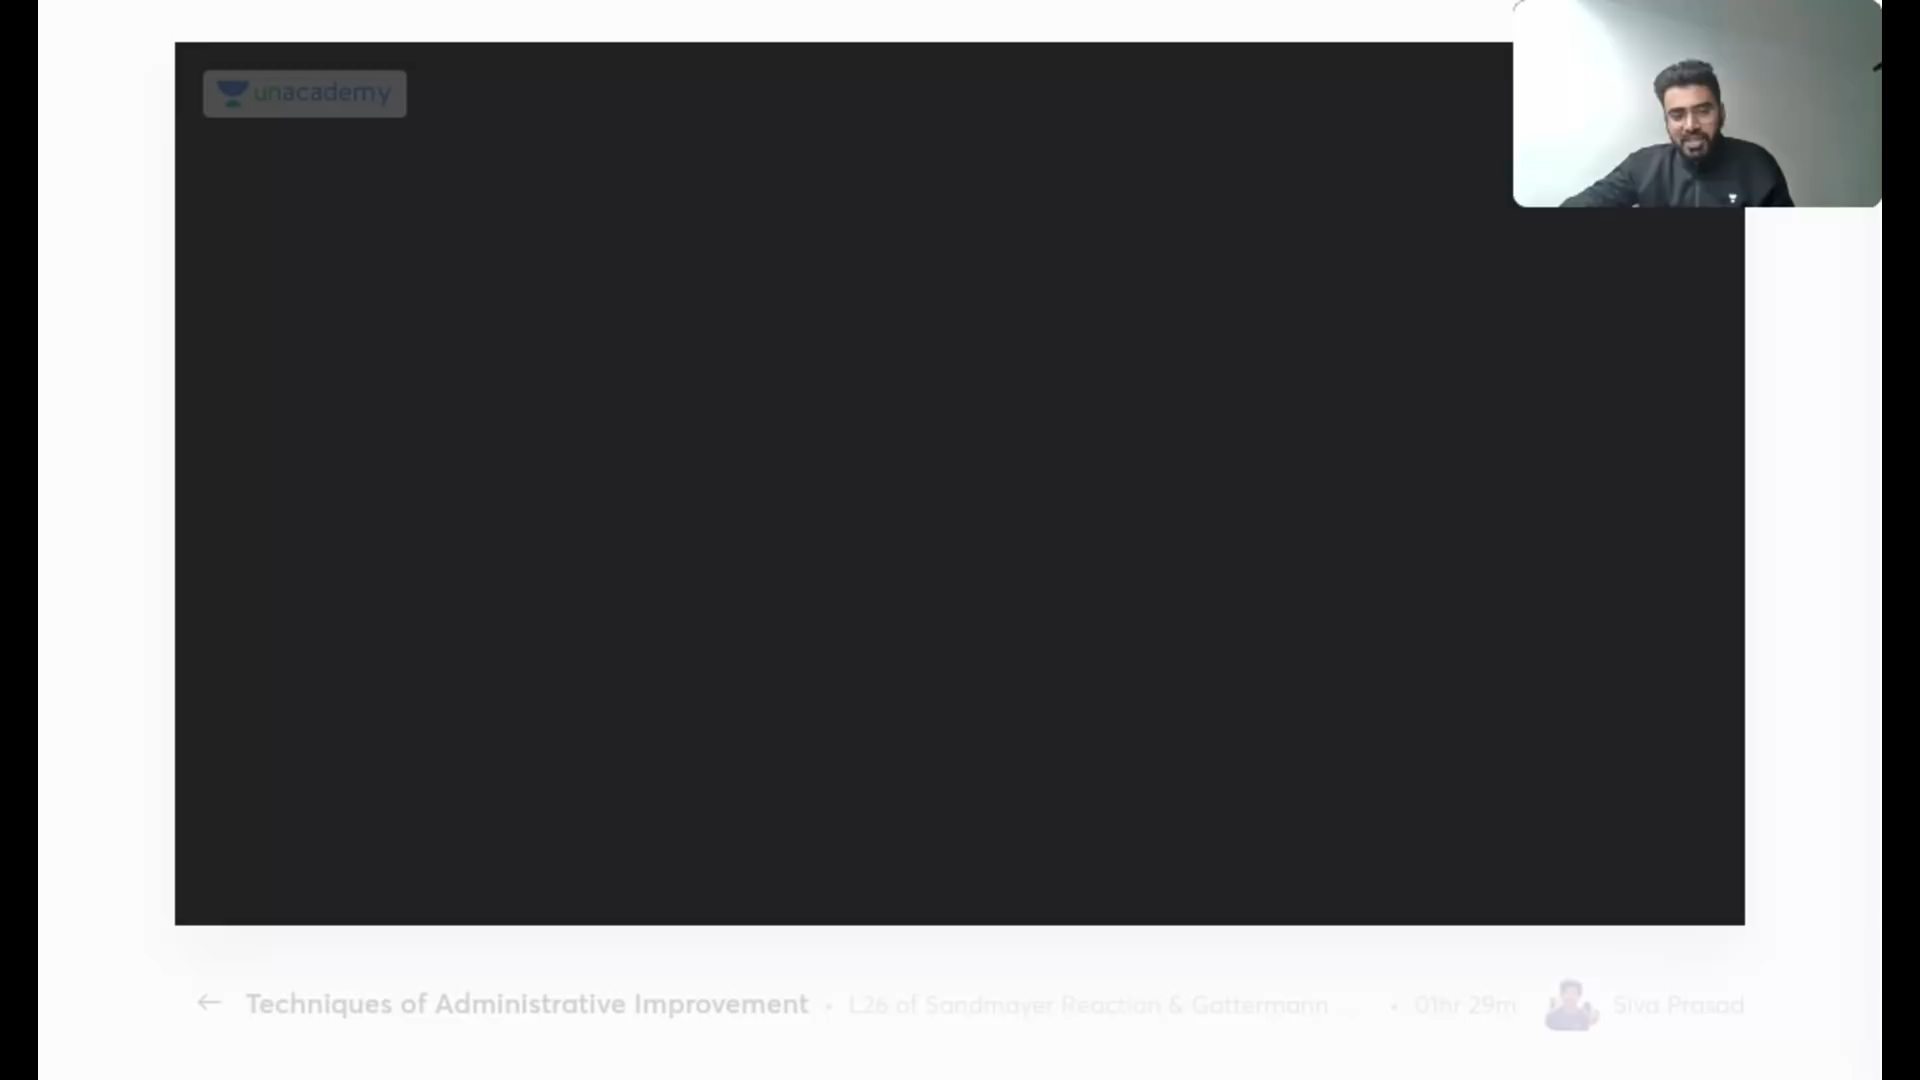 unacademy
← Techniques of Administrative Improvement • L26 of Sandmayer Reaction & Gattermann ... • 01hr 29m Siva Prasad